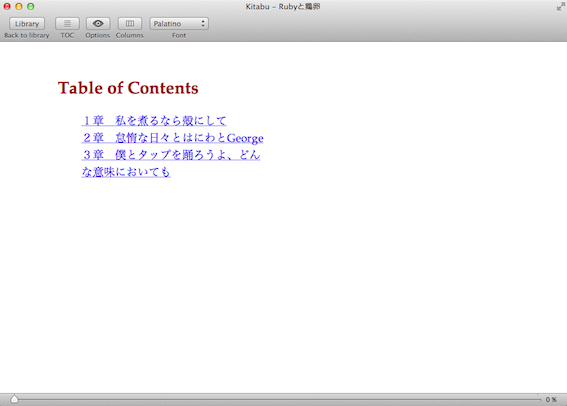 Kitabu – Rubyと鶏卵
Library
Palatino
Back to library TOC Options Columns Font
Table of Contents
１章　私を煮るなら殻にして
２章　怠惰な日々とはにわとGeorge
３章　僕とタップを踊ろうよ、どん
な意味においても
0 %